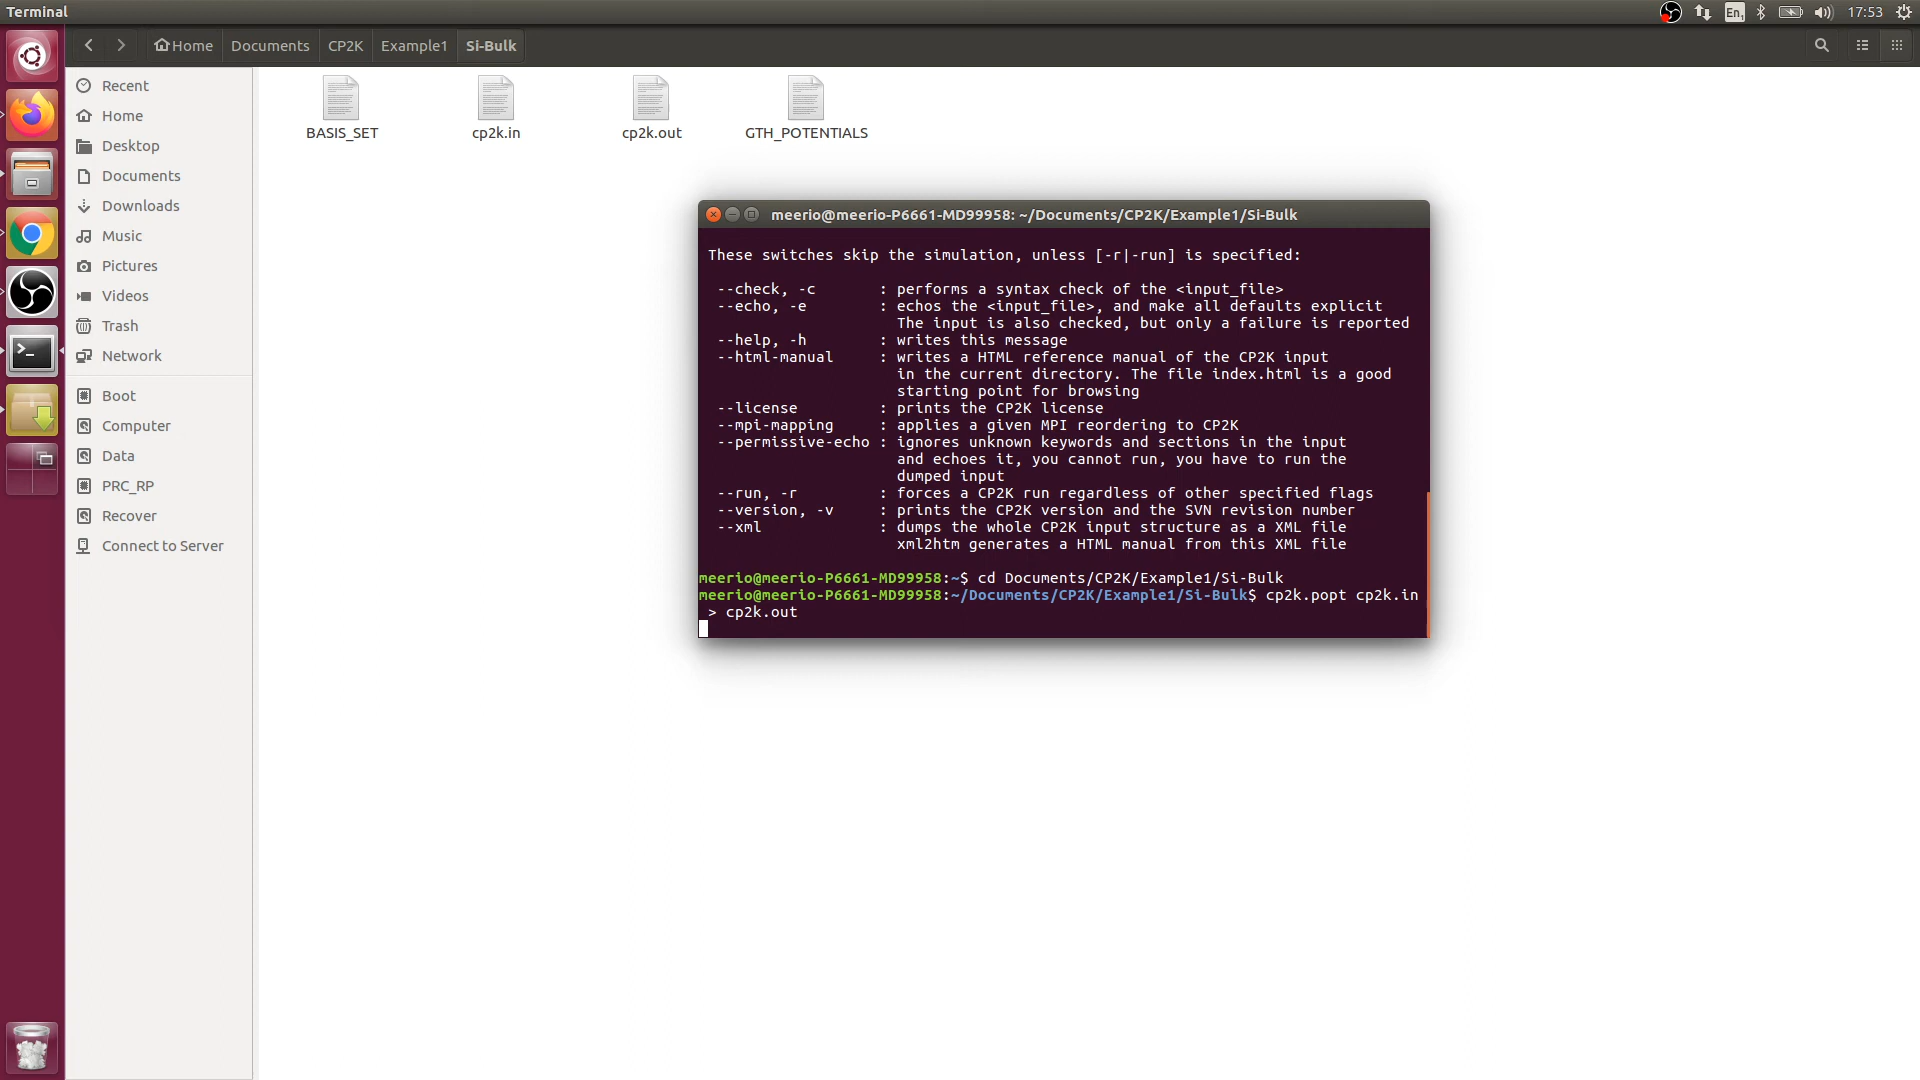 Terminal
En₁
17:53
Home
Documents
CP2K
Example1
Si-Bulk
Recent
Home
Desktop
Documents
Downloads
Music
Pictures
Videos
Trash
Network
Boot
Computer
Data
PRC_RP
Recover
Connect to Server
BASIS_SET
cp2k.in
cp2k.out
GTH_POTENTIALS
meerio@meerio-P6661-MD99958: ~/Documents/CP2K/Example1/Si-Bulk
These switches skip the simulation, unless [-r|-run] is specified:
--check, -c : performs a syntax check of the <input_file>
--echo, -e : echos the <input_file>, and make all defaults explicit
The input is also checked, but only a failure is reported
--help, -h : writes this message
--html-manual : writes a HTML reference manual of the CP2K input
in the current directory. The file index.html is a good
starting point for browsing
--license : prints the CP2K license
--mpi-mapping : applies a given MPI reordering to CP2K
--permissive-echo : ignores unknown keywords and sections in the input
and echoes it, you cannot run, you have to run the
dumped input
--run, -r : forces a CP2K run regardless of other specified flags
--version, -v : prints the CP2K version and the SVN revision number
--xml : dumps the whole CP2K input structure as a XML file
xml2htm generates a HTML manual from this XML file
meerio@meerio-P6661-MD99958:~$ cd Documents/CP2K/Example1/Si-Bulk
meerio@meerio-P6661-MD99958:~/Documents/CP2K/Example1/Si-Bulk$ cp2k.popt cp2k.in
> cp2k.out